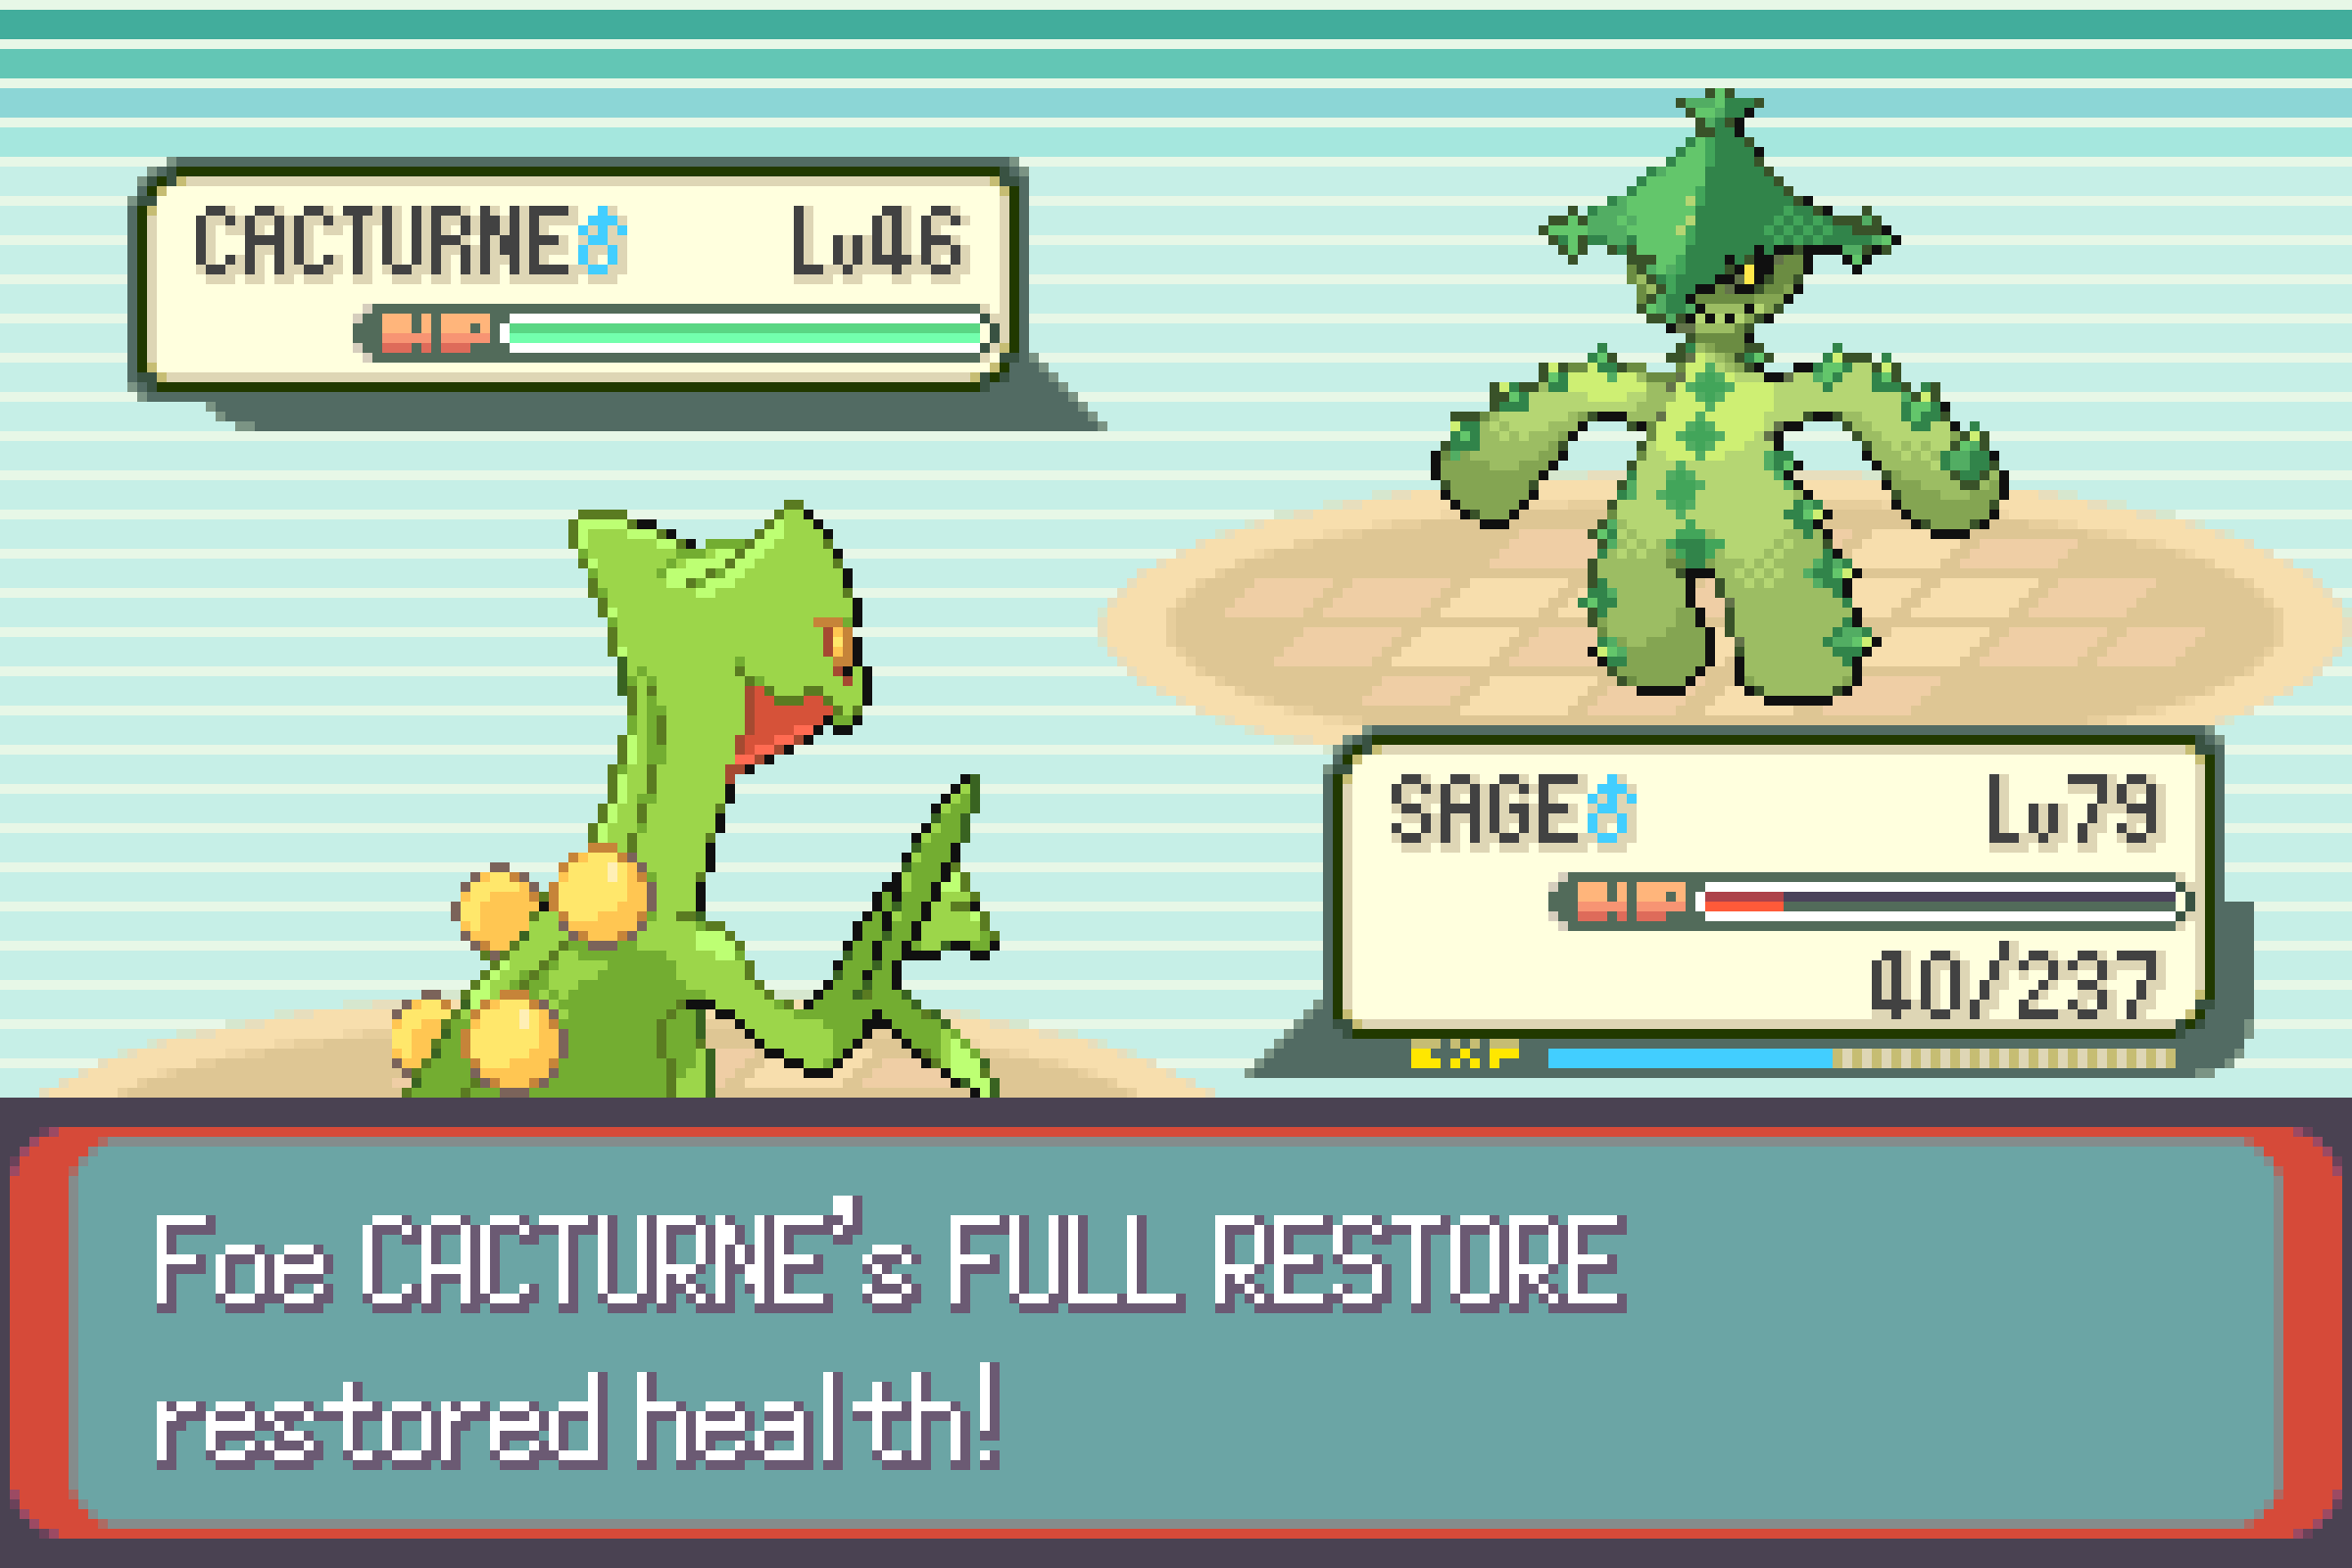 CACTURNE♂ Lv46
HP
SAGE♂ Lv79
HP
40/237
EXP
Foe CACTURNE's FULL RESTORE
restored health!